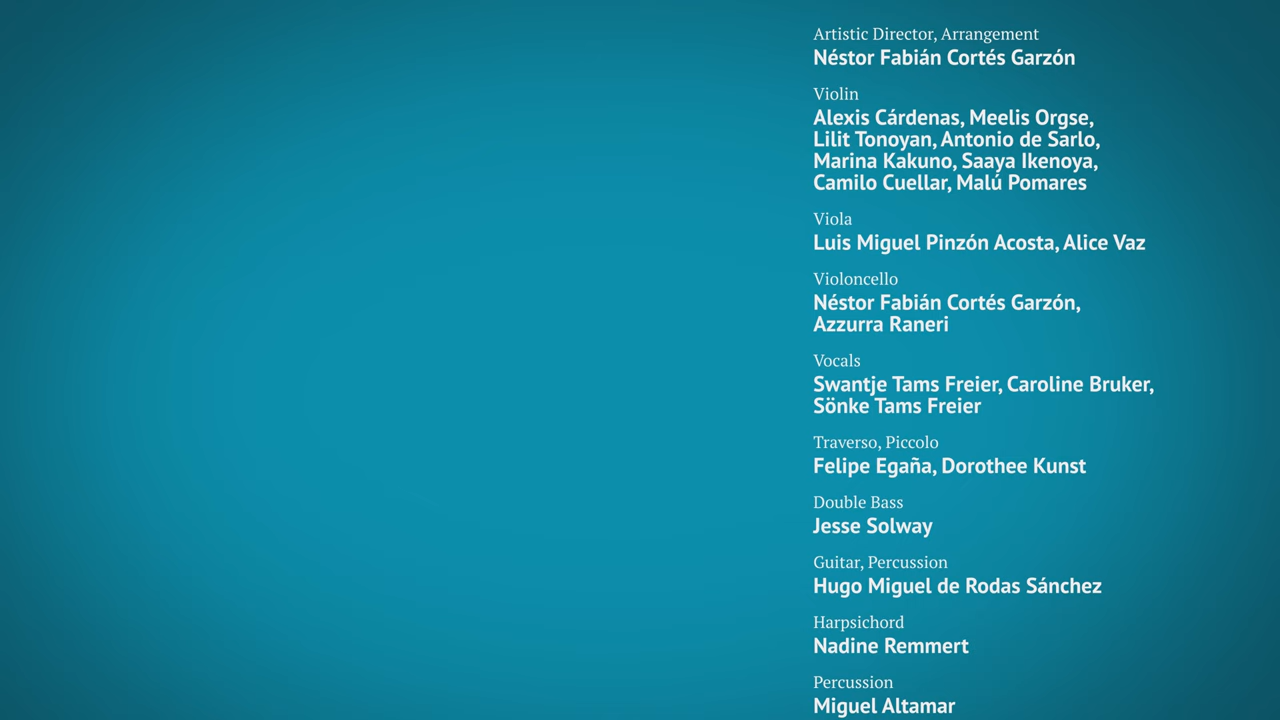 Artistic Director, Arrangement
Néstor Fabián Cortés Garzón
Violin
Alexis Cárdenas, Meelis Orgse,
Lilit Tonoyan, Antonio de Sarlo,
Marina Kakuno, Saaya Ikenoya,
Camilo Cuellar, Malú Pomares
Viola
Luis Miguel Pinzón Acosta, Alice Vaz
Violoncello
Néstor Fabián Cortés Garzón,
Azzurra Raneri
Vocals
Swantje Tams Freier, Caroline Bruker,
Sönke Tams Freier
Traverso, Piccolo
Felipe Egaña, Dorothee Kunst
Double Bass
Jesse Solway
Guitar, Percussion
Hugo Miguel de Rodas Sánchez
Harpsichord
Nadine Remmert
Percussion
Miguel Altamar